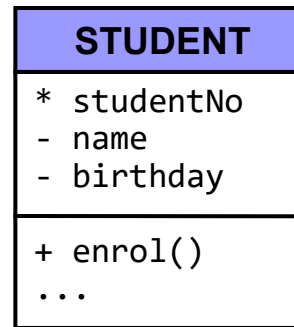 STUDENT
* studentNo
- name
- birthday
+ enrol()
...